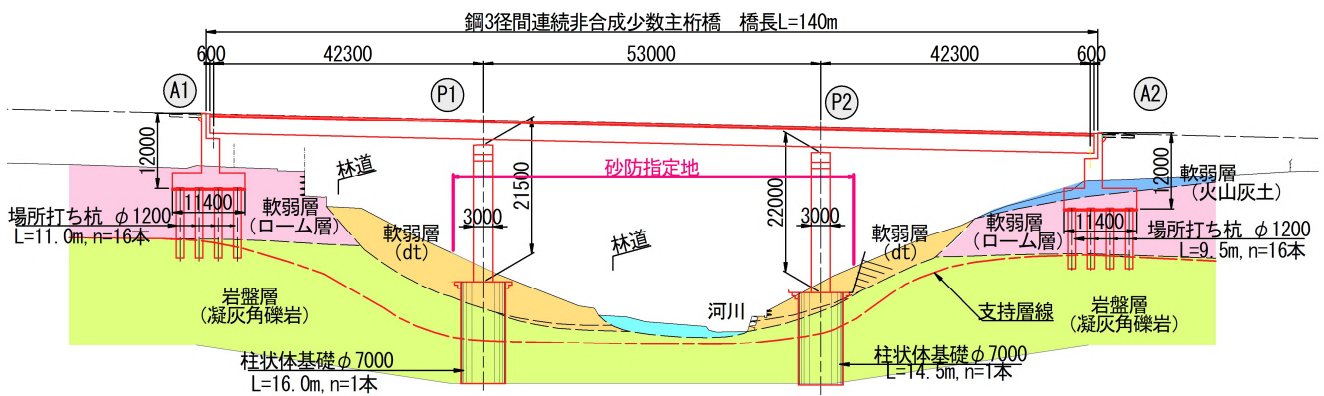 鋼3径間連続非合成少数主桁橋　橋長L=140m
600
42300
53000
42300
600
A1
P1
P2
A2
12000
21500
22000
12000
林道
砂防指定地
軟弱層
（火山灰土）
11400
3000
3000
11400
場所打ち杭 φ1200
L=11.0m,n=16本
軟弱層
（ローム層）
軟弱層
（dt）
林道
軟弱層
（dt）
軟弱層
（ローム層）
場所打ち杭 φ1200
L=9.5m,n=16本
岩盤層
（凝灰角礫岩）
河川
支持層線
岩盤層
（凝灰角礫岩）
柱状体基礎φ7000
L=16.0m,n=1本
柱状体基礎φ7000
L=14.5m,n=1本